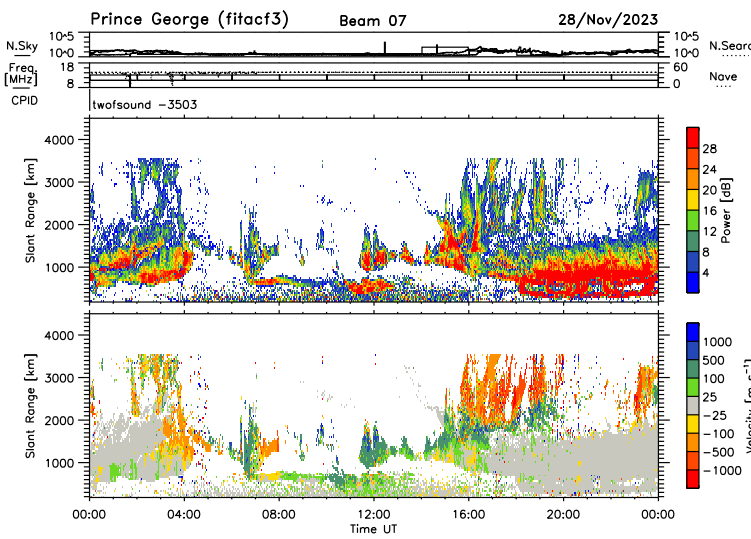 Prince George (fitacf3) Beam 07 28/Nov/2023
N.Sky 10^5 10^0 10^5 10^0 N.Sear
Freq. [MHz] 18 8 60 0 Nave
CPID twofsound -3503
Slant Range [km] 4000 3000 2000 1000
28 24 20 16 12 8 4 Power [dB]
Slant Range [km] 4000 3000 2000 1000
1000 500 100 25 -25 -100 -500 -1000 Velocity [m s^-1]
00:00 04:00 08:00 12:00 16:00 20:00 00:00
Time UT